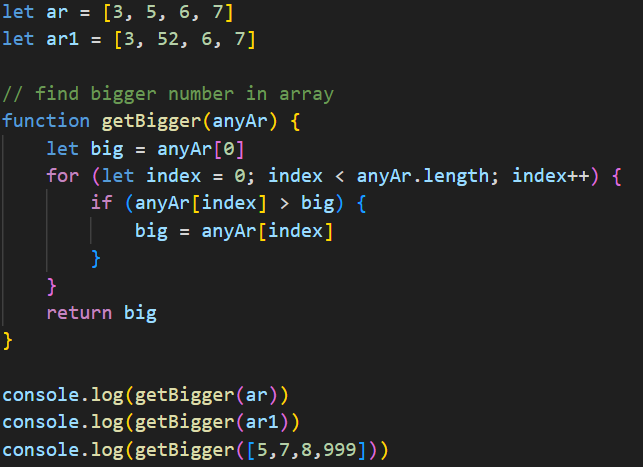 let ar = [3, 5, 6, 7]
let ar1 = [3, 52, 6, 7]

// find bigger number in array
function getBigger(anyAr) {
    let big = anyAr[0]
    for (let index = 0; index < anyAr.length; index++) {
        if (anyAr[index] > big) {
            big = anyAr[index]
        }
    }
    return big
}

console.log(getBigger(ar))
console.log(getBigger(ar1))
console.log(getBigger([5,7,8,999]))